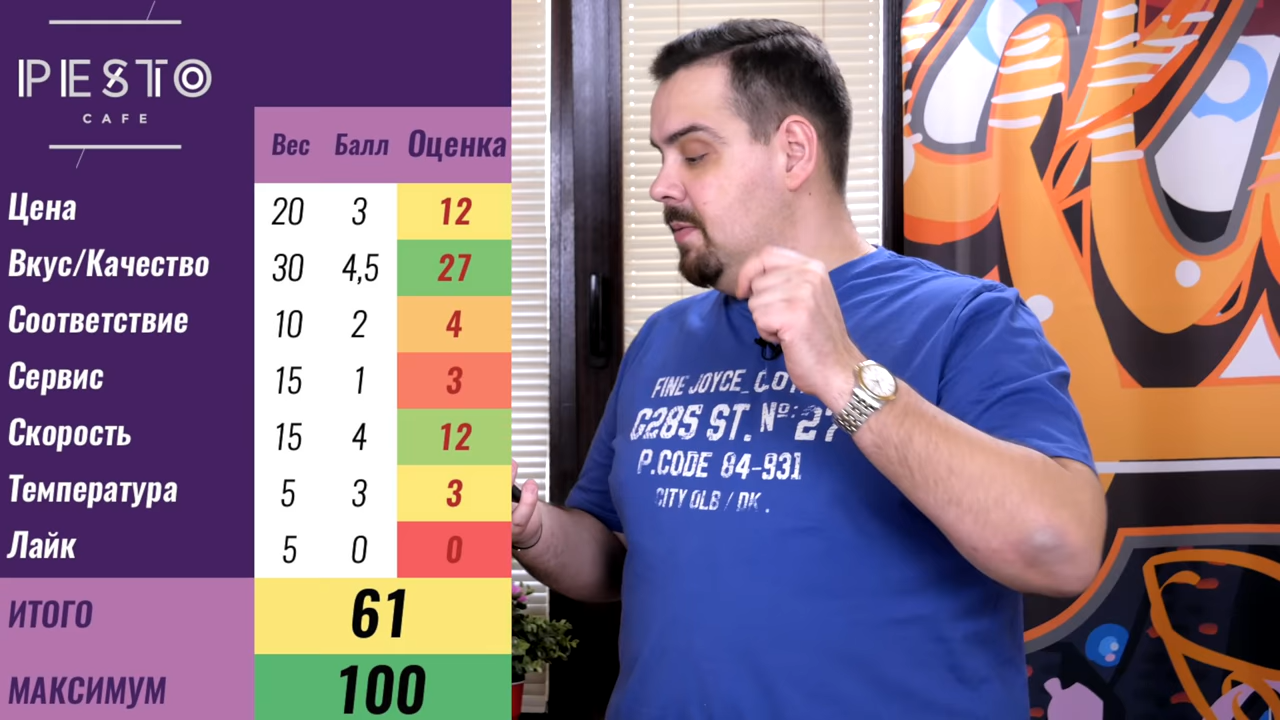 PESTO
CAFE
Вес Балл Оценка
Цена 20 3 12
Вкус/Качество 30 4,5 27
Соответствие 10 2 4
Сервис 15 1 3
Скорость 15 4 12
Температура 5 3 3
Лайк 5 0 0
ИТОГО 61
МАКСИМУМ 100
FINE JOYCE_
G285 ST. Nº: 27
P.CODE 84-931
CITY OLB / DK.